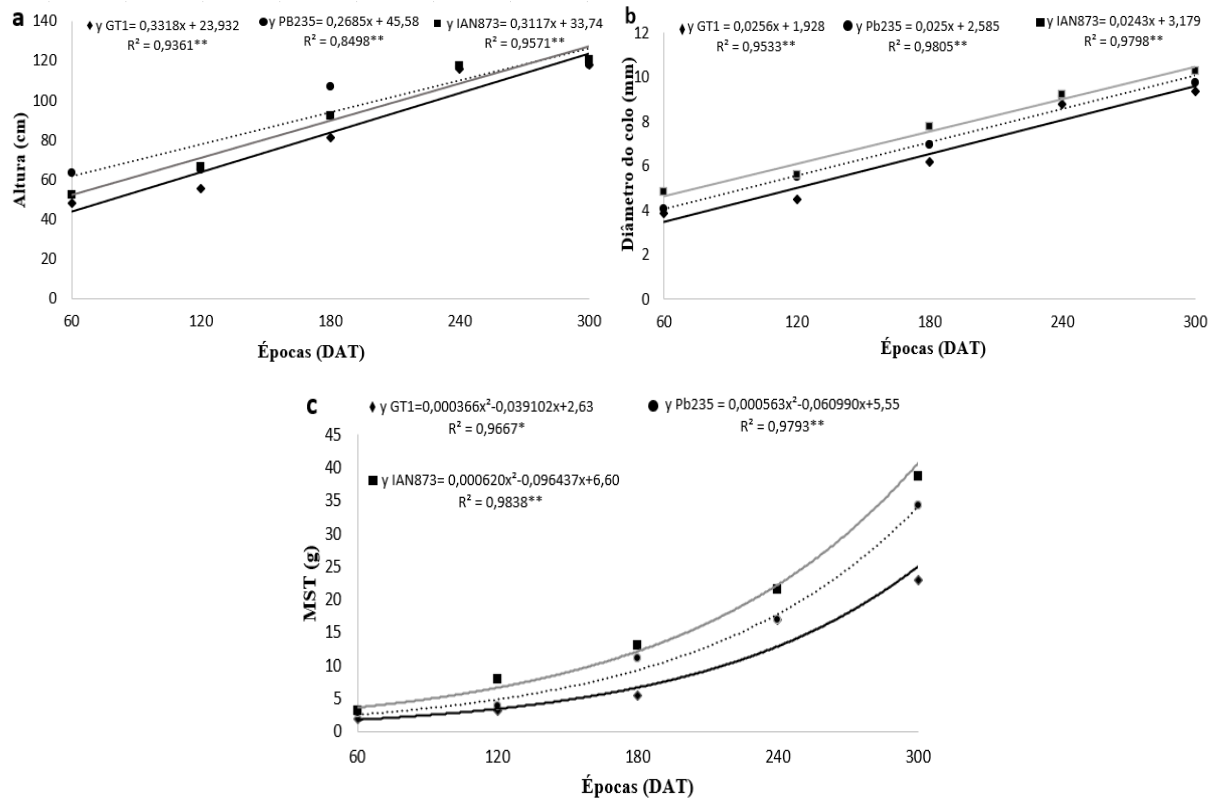 a
y GT1= 0,3318x + 23,932
R² = 0,9361**
y PB235= 0,2685x + 45,58
R² = 0,8498**
y IAN873= 0,3117x + 33,74
R² = 0,9571**
140
120
100
80
60
40
20
0
Altura (cm)
60 120 180 240 300
Épocas (DAT)
b
y GT1= 0,0256x + 1,928
R² = 0,9533**
y Pb235 = 0,025x + 2,585
R² = 0,9805**
y IAN873= 0,0243x + 3,179
R² = 0,9798**
12
10
8
6
4
2
0
Diâmetro do colo (mm)
60 120 180 240 300
Épocas (DAT)
c
y GT1=0,000366x²-0,039102x+2,63
R² = 0,9667*
y Pb235 = 0,000563x²-0,060990x+5,55
R² = 0,9793**
y IAN873= 0,000620x²-0,096437x+6,60
R² = 0,9838**
45
40
35
30
25
20
15
10
5
0
MST (g)
60 120 180 240 300
Épocas (DAT)